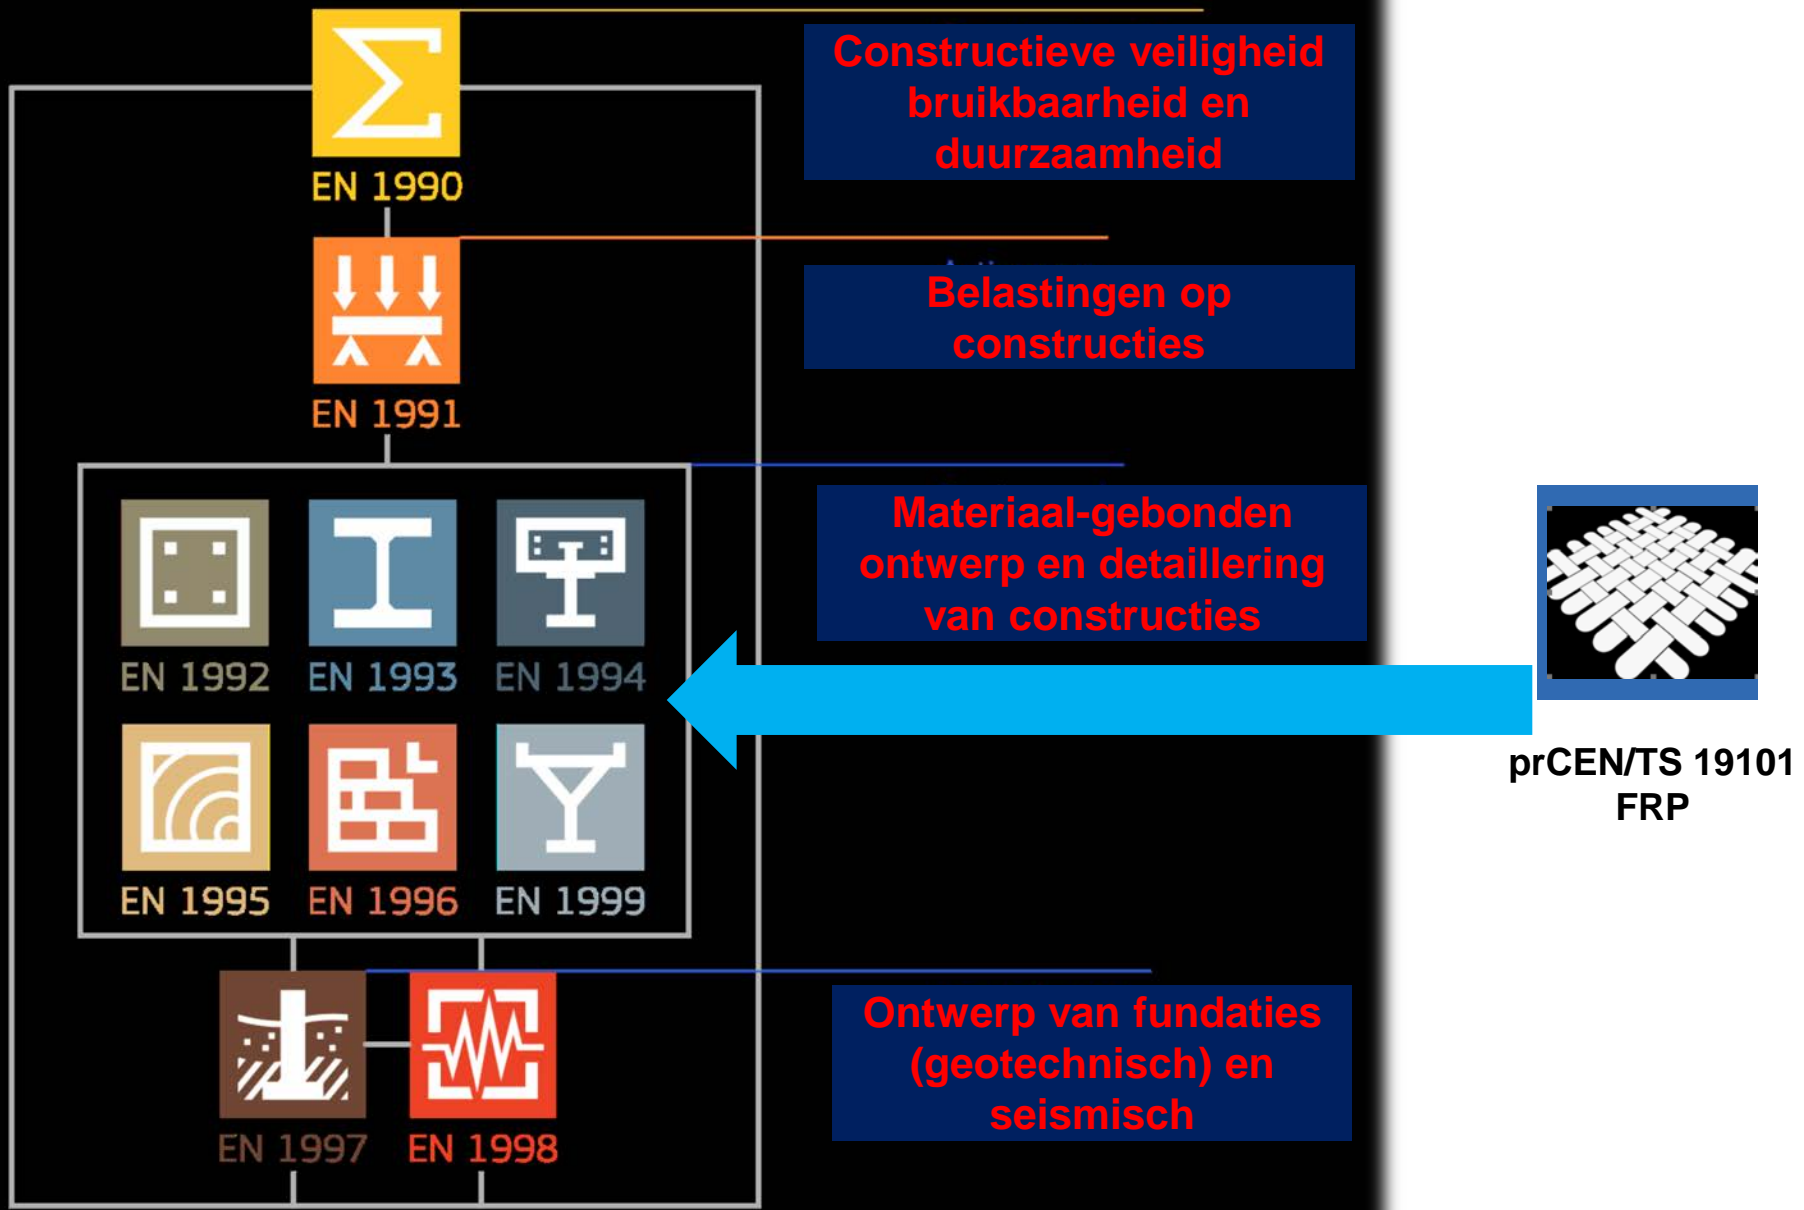 Constructieve veiligheid
bruikbaarheid en
duurzaamheid
EN 1990
Belastingen op
constructies
EN 1991
Materiaal-gebonden
ontwerp en detaillering
van constructies
EN 1992 EN 1993 EN 1994
EN 1995 EN 1996 EN 1999
prCEN/TS 19101
FRP
Ontwerp van fundaties
(geotechnisch) en
seismisch
EN 1997 EN 1998